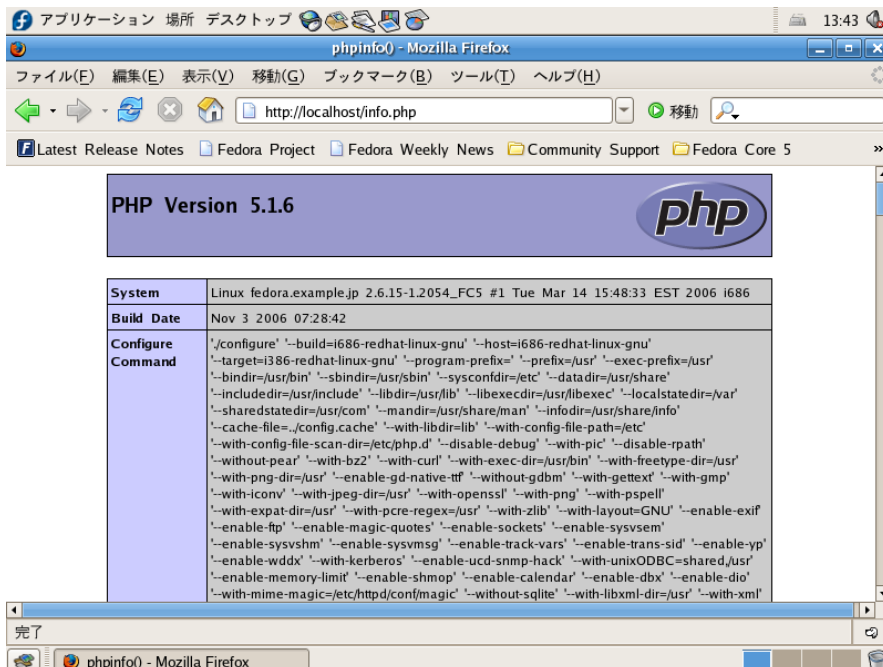 アプリケーション 場所 デスクトップ 13:43
phpinfo() - Mozilla Firefox
ファイル(F) 編集(E) 表示(V) 移動(G) ブックマーク(B) ツール(T) ヘルプ(H)
http://localhost/info.php 移動
Latest Release Notes Fedora Project Fedora Weekly News Community Support Fedora Core 5 »
PHP Version 5.1.6
php
System Linux fedora.example.jp 2.6.15-1.2054_FC5 #1 Tue Mar 14 15:48:33 EST 2006 i686
Build Date Nov 3 2006 07:28:42
Configure Command './configure' '--build=i686-redhat-linux-gnu' '--host=i686-redhat-linux-gnu'
'--target=i386-redhat-linux-gnu' '--program-prefix=' '--prefix=/usr' '--exec-prefix=/usr'
'--bindir=/usr/bin' '--sbindir=/usr/sbin' '--sysconfdir=/etc' '--datadir=/usr/share'
'--includedir=/usr/include' '--libdir=/usr/lib' '--libexecdir=/usr/libexec' '--localstatedir=/var'
'--sharedstatedir=/usr/com' '--mandir=/usr/share/man' '--infodir=/usr/share/info'
'--cache-file=../config.cache' '--with-libdir=lib' '--with-config-file-path=/etc'
'--with-config-file-scan-dir=/etc/php.d' '--disable-debug' '--with-pic' '--disable-rpath'
'--without-pear' '--with-bz2' '--with-curl' '--with-exec-dir=/usr/bin' '--with-freetype-dir=/usr'
'--with-png-dir=/usr' '--enable-gd-native-ttf' '--without-gdbm' '--with-gettext' '--with-gmp'
'--with-iconv' '--with-jpeg-dir=/usr' '--with-openssl' '--with-png' '--with-pspell'
'--with-expat-dir=/usr' '--with-pcre-regex=/usr' '--with-zlib' '--with-layout=GNU' '--enable-exif'
'--enable-ftp' '--enable-magic-quotes' '--enable-sockets' '--enable-sysvsem'
'--enable-sysvshm' '--enable-sysvmsg' '--enable-track-vars' '--enable-trans-sid' '--enable-yp'
'--enable-wddx' '--with-kerberos' '--enable-ucd-snmp-hack' '--with-unixODBC=shared,/usr'
'--enable-memory-limit' '--enable-shmop' '--enable-calendar' '--enable-dbx' '--enable-dio'
'--with-mime-magic=/etc/httpd/conf/magic' '--without-sqlite' '--with-libxml-dir=/usr' '--with-xml'
完了
phpinfo() - Mozilla Firefox